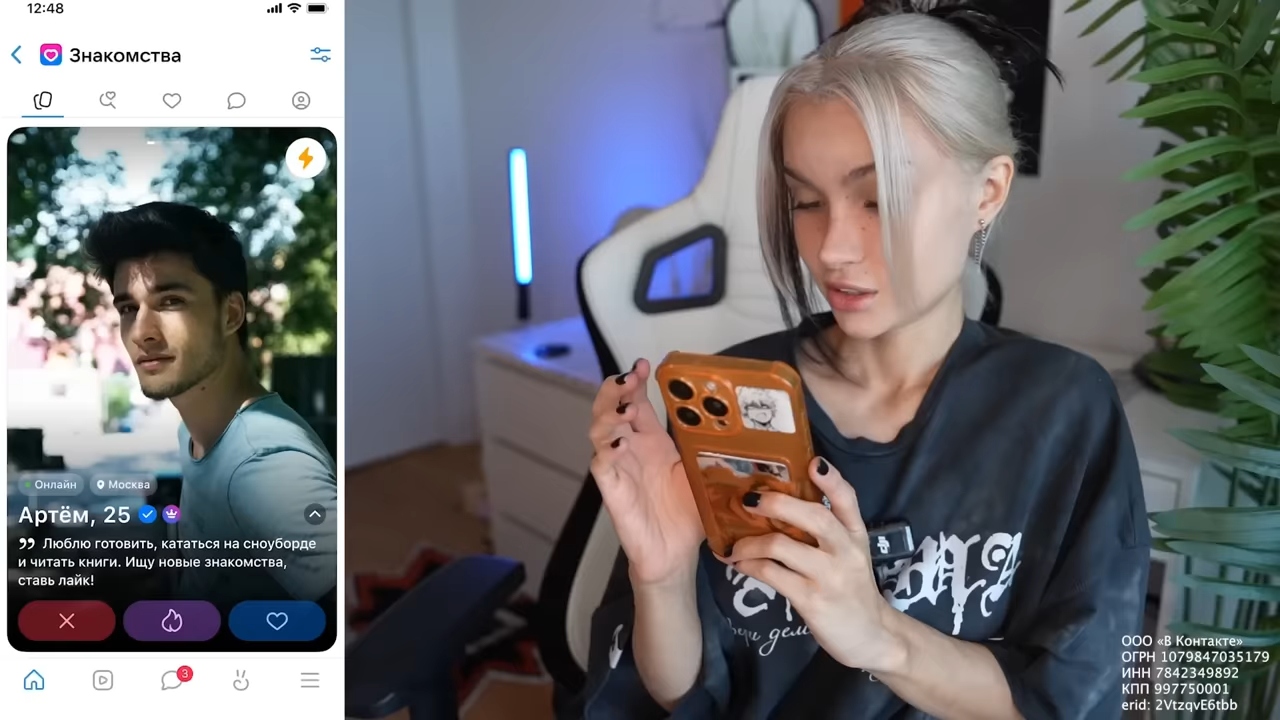 12:48
Знакомства
Онлайн
Москва
Артём, 25
Люблю готовить, кататься на сноуборде
и читать книги. Ищу новые знакомства,
ставь лайк!
3
ООО «В Контакте»
ОГРН 1079847035179
ИНН 7842349892
КПП 997750001
erid: 2VtzqvE6tbb